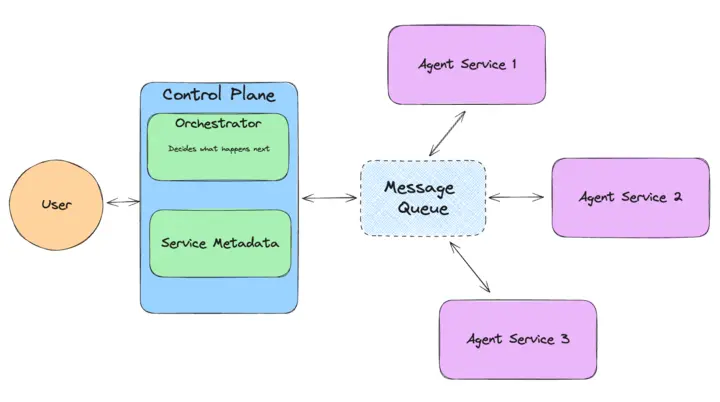 Agent Service 1
Control Plane
Orchestrator
Decides what happens next
User
Message
Queue
Agent Service 2
Service Metadata
Agent Service 3